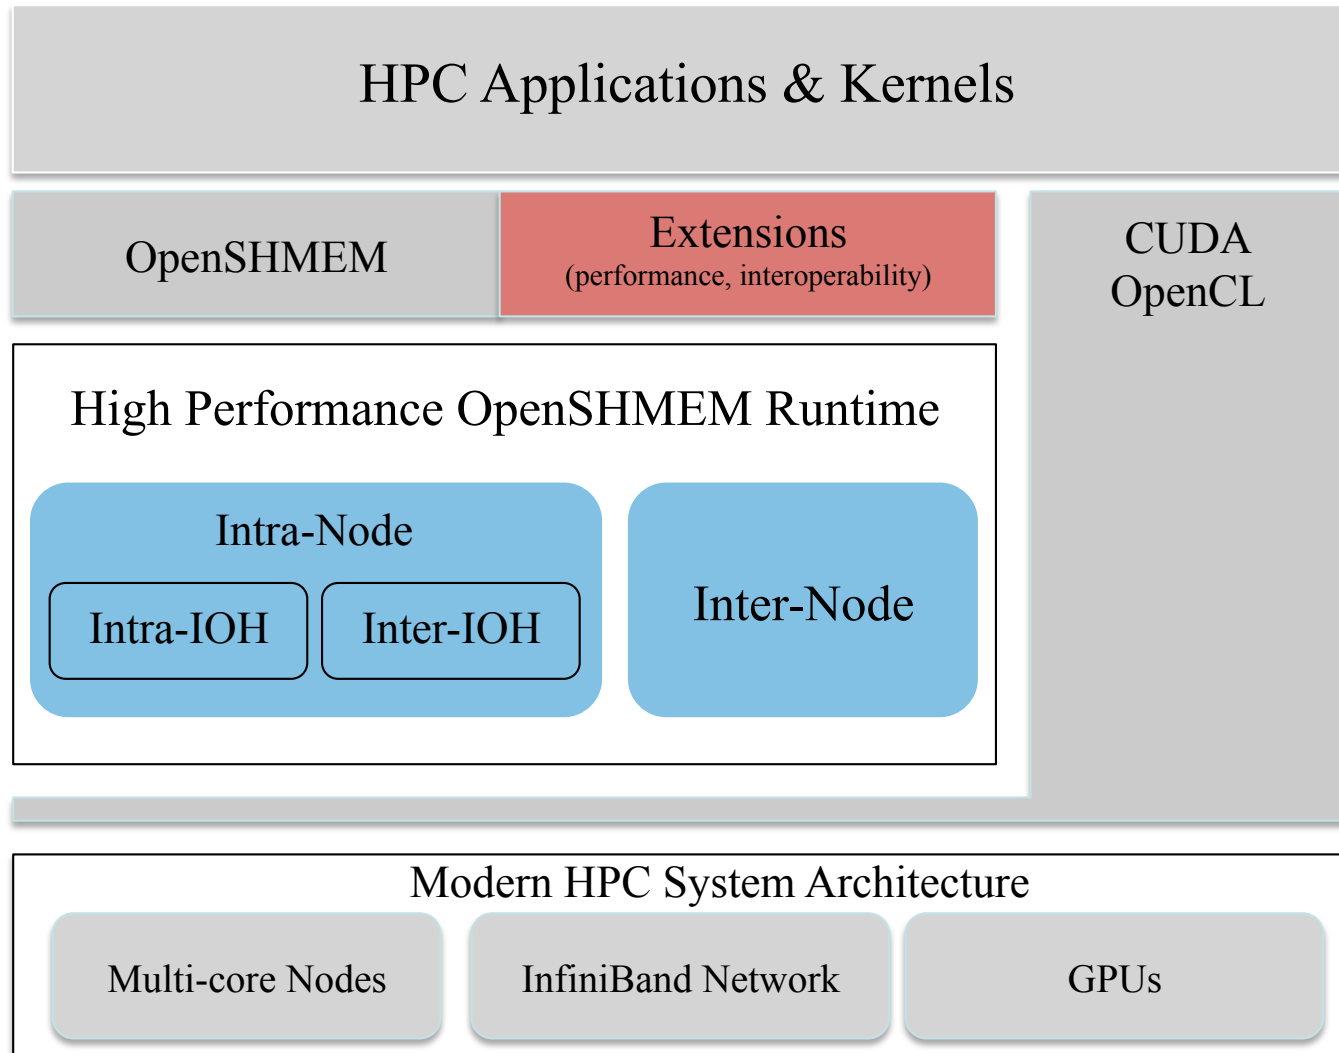 HPC Applications & Kernels
OpenSHMEM
Extensions
(performance, interoperability)
CUDA
OpenCL
High Performance OpenSHMEM Runtime
Intra-Node
Intra-IOH
Inter-IOH
Inter-Node
Modern HPC System Architecture
Multi-core Nodes
InfiniBand Network
GPUs